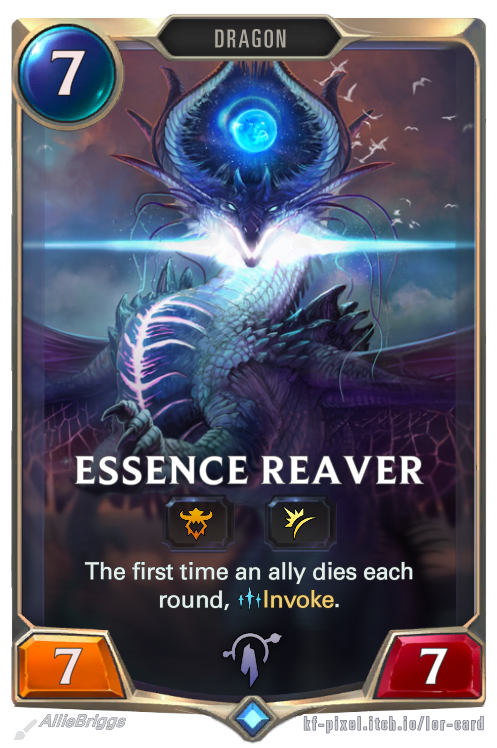 DRAGON
7
ESSENCE REAVER
The first time an ally dies each
round, Invoke.
7
7
AllieBriggs
kf-pixel.itch.io/lor-card